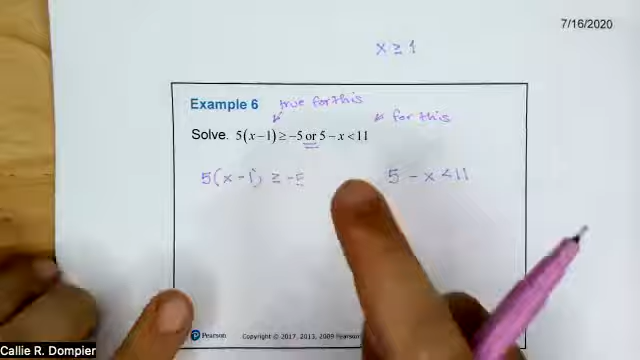 7/16/2020
x ≥ 1
Example 6
true for this
for this
Solve. 5(x−1) ≥ −5 or 5 − x < 11
5(x − 1) ≥ −5
5 − x < 11
Pearson
Copyright © 2017, 2013, 2009 Pearson
Callie R. Dompier